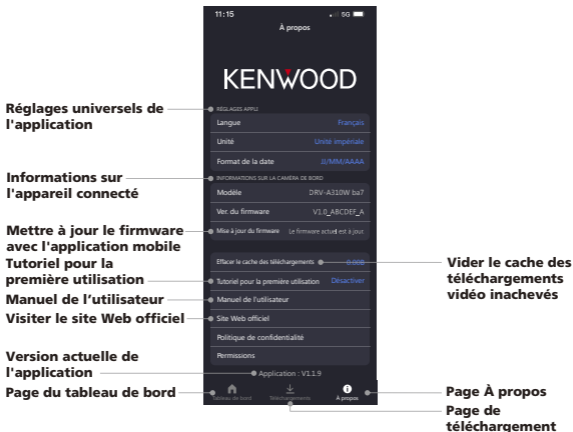 11:15
5G
À propos
KENWOOD
Réglages universels de
l'application
RÉGLAGES APPLI
Langue
Français
Unité
Unité impériale
Format de la date
JJ/MM/AAAA
Informations sur
l'appareil connecté
INFORMATIONS SUR LA CAMÉRA DE BORD
Modèle
DRV-A310W ba7
Ver. du firmware
V1.0_ABCDEF_A
Mettre à jour le firmware
avec l'application mobile
Mise à jour du firmware
Le firmware actuel est à jour.
Tutoriel pour la
première utilisation
Effacer le cache des téléchargements
0.00B
Vider le cache des
téléchargements
vidéo inachevés
Tutoriel pour la première utilisation
Désactiver
Manuel de l'utilisateur
Manuel de l'utilisateur
Visiter le site Web officiel
Site Web officiel
Politique de confidentialité
Permissions
Version actuelle de
l'application
Application : V1.1.9
Page du tableau de bord
Tableau de bord
Téléchargements
À propos
Page À propos
Page de
téléchargement